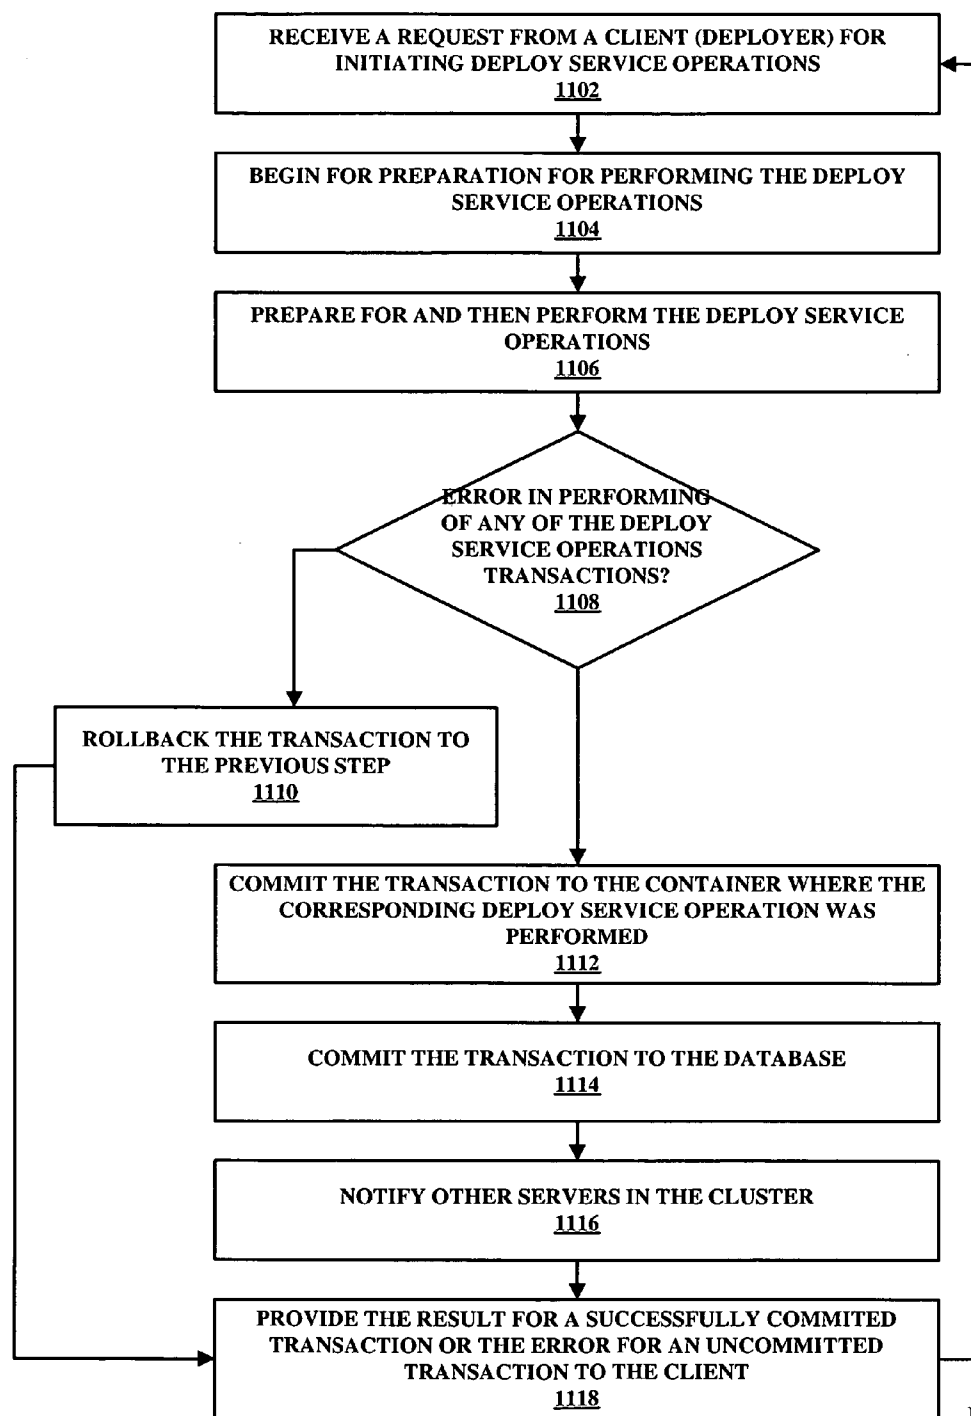 RECEIVE A REQUEST FROM A CLIENT (DEPLOYER) FOR
INITIATING DEPLOY SERVICE OPERATIONS
1102
BEGIN FOR PREPARATION FOR PERFORMING THE DEPLOY
SERVICE OPERATIONS
1104
PREPARE FOR AND THEN PERFORM THE DEPLOY SERVICE
OPERATIONS
1106
ERROR IN PERFORMING
OF ANY OF THE DEPLOY
SERVICE OPERATIONS
TRANSACTIONS?
1108
ROLLBACK THE TRANSACTION TO
THE PREVIOUS STEP
1110
COMMIT THE TRANSACTION TO THE CONTAINER WHERE THE
CORRESPONDING DEPLOY SERVICE OPERATION WAS
PERFORMED
1112
COMMIT THE TRANSACTION TO THE DATABASE
1114
NOTIFY OTHER SERVERS IN THE CLUSTER
1116
PROVIDE THE RESULT FOR A SUCCESSFULLY COMMITED
TRANSACTION OR THE ERROR FOR AN UNCOMMITTED
TRANSACTION TO THE CLIENT
1118